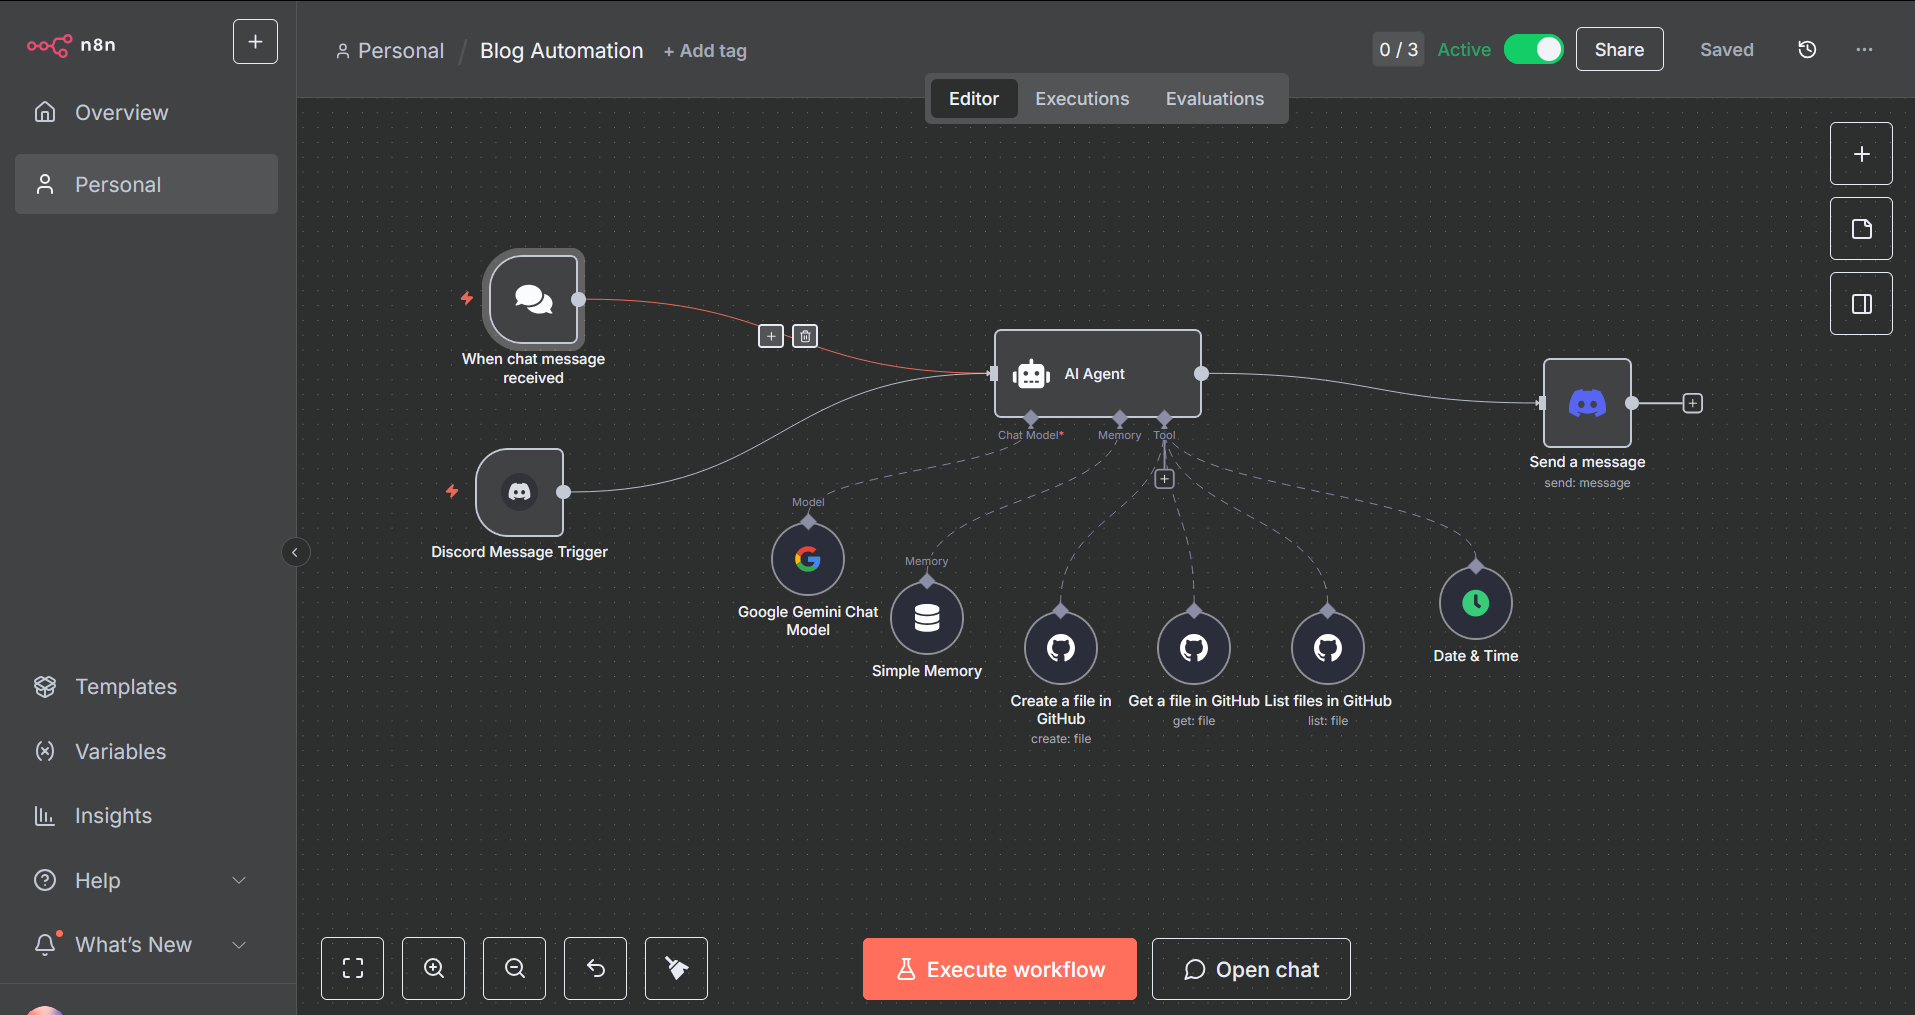 n8n
Overview
Personal
Templates
Variables
Insights
Help
What's New
Personal / Blog Automation + Add tag
0 / 3 Active Share Saved
Editor Executions Evaluations
When chat message
received
Discord Message Trigger
AI Agent
Chat Model*
Memory
Tool
Model
Google Gemini Chat
Model
Memory
Simple Memory
Create a file in
GitHub
create: file
Get a file in GitHub
get: file
List files in GitHub
list: file
Date & Time
Send a message
send: message
Execute workflow
Open chat